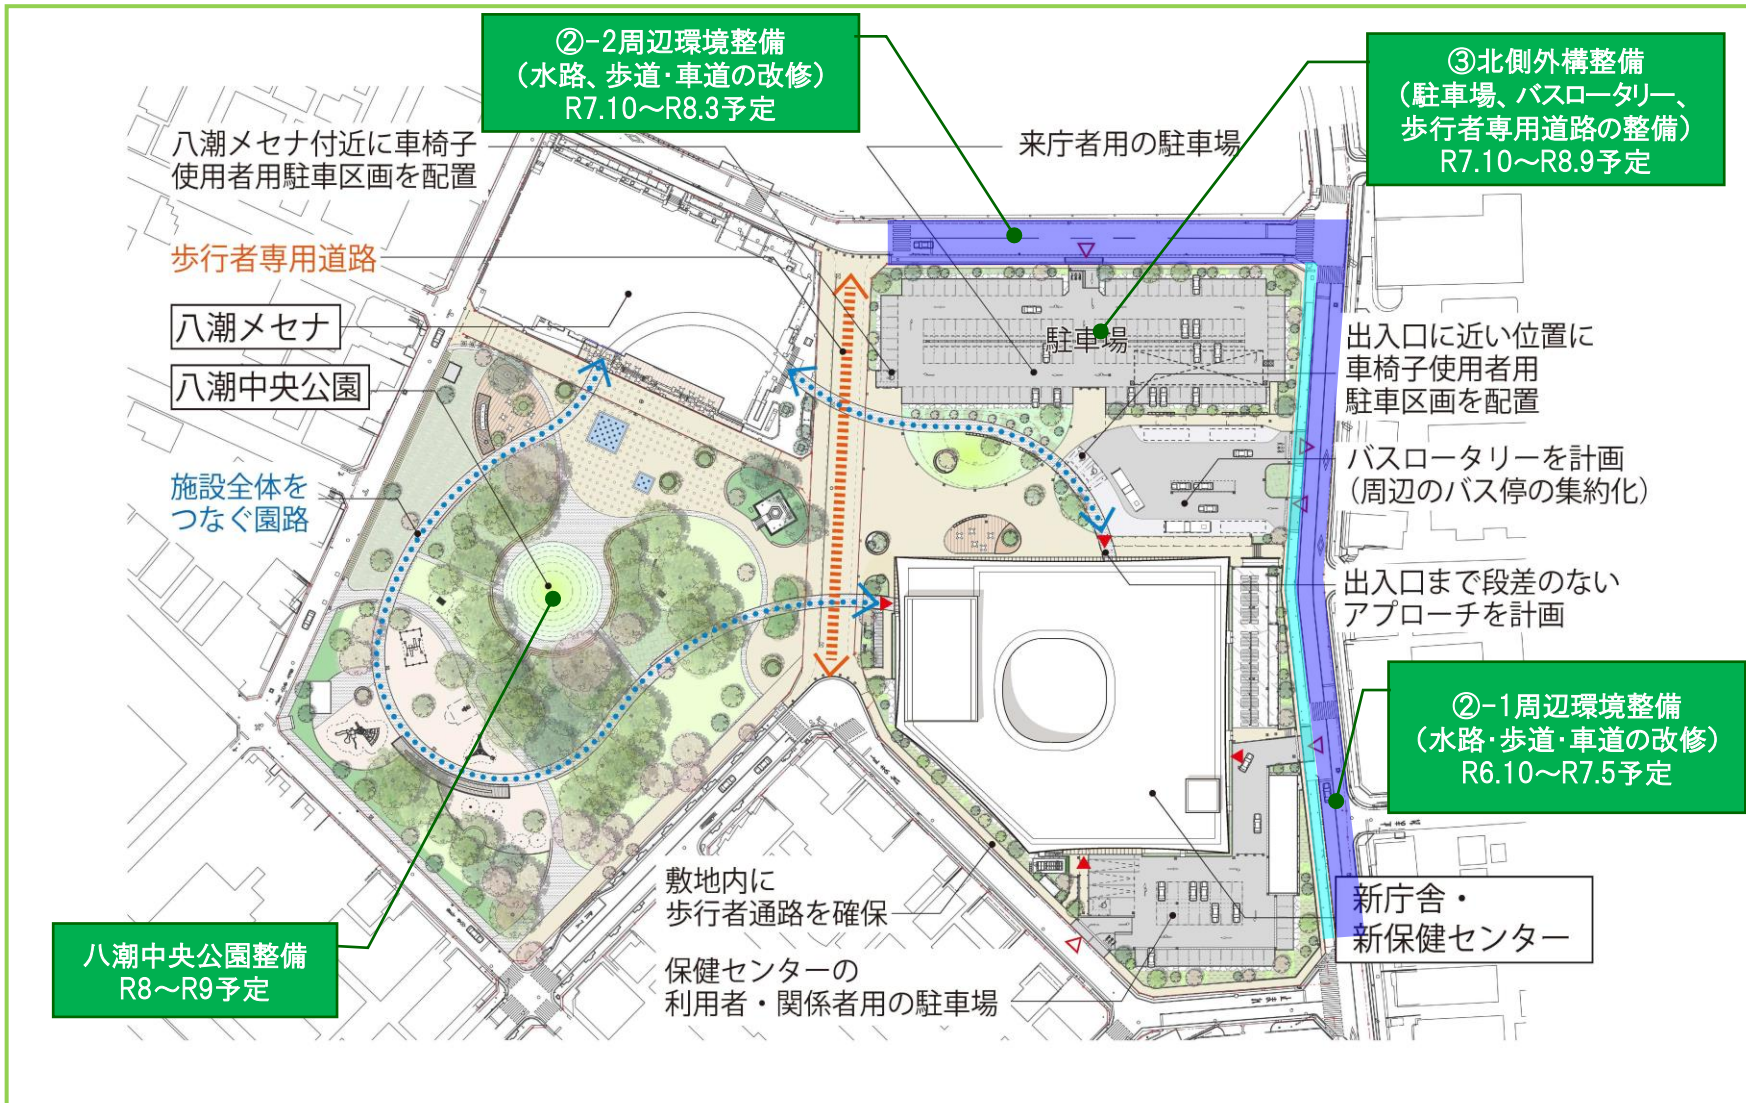 ②-2周辺環境整備
（水路、歩道・車道の改修）
R7.10～R8.3予定
③北側外構整備
（駐車場、バスロータリー、
歩行者専用道路の整備）
R7.10～R8.9予定
八潮メセナ付近に車椅子
使用者用駐車区画を配置
来庁者用の駐車場
歩行者専用道路
八潮メセナ
八潮中央公園
駐車場
出入口に近い位置に
車椅子使用者用
駐車区画を配置
施設全体を
つなぐ園路
バスロータリーを計画
（周辺のバス停の集約化）
出入口まで段差のない
アプローチを計画
②-1周辺環境整備
（水路・歩道・車道の改修）
R6.10～R7.5予定
敷地内に
歩行者通路を確保
新庁舎・
新保健センター
八潮中央公園整備
R8～R9予定
保健センターの
利用者・関係者用の駐車場